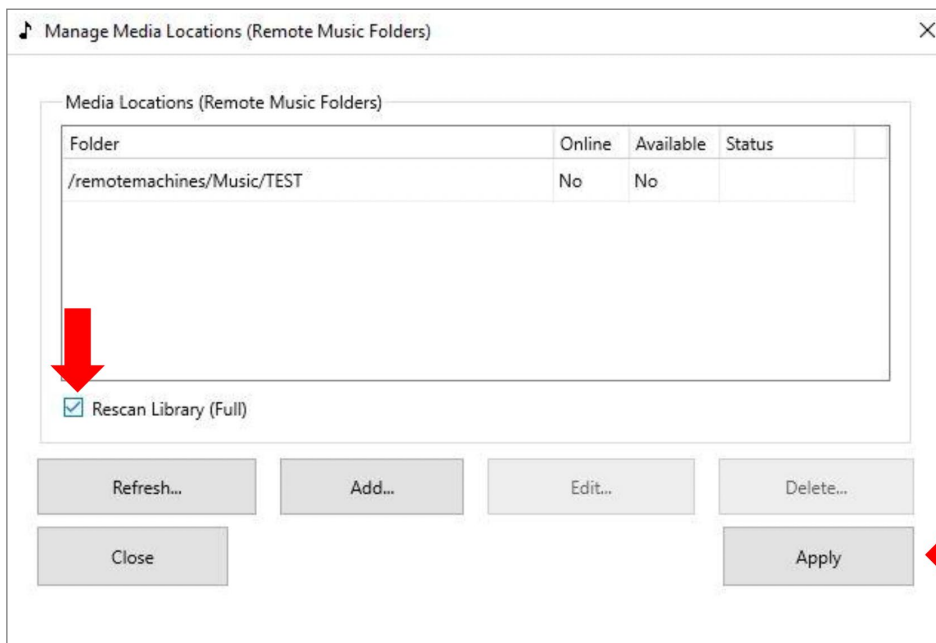 Manage Media Locations (Remote Music Folders)
Media Locations (Remote Music Folders)
Folder Online Available Status
/remotemachines/Music/TEST No No
Rescan Library (Full)
Refresh... Add... Edit... Delete...
Close Apply